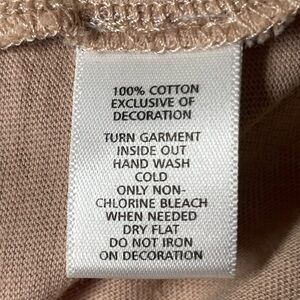 100% COTTON
EXCLUSIVE OF
DECORATION
TURN GARMENT
INSIDE OUT
HAND WASH
COLD
ONLY NON-
CHLORINE BLEACH
WHEN NEEDED
DRY FLAT
DO NOT IRON
ON DECORATION